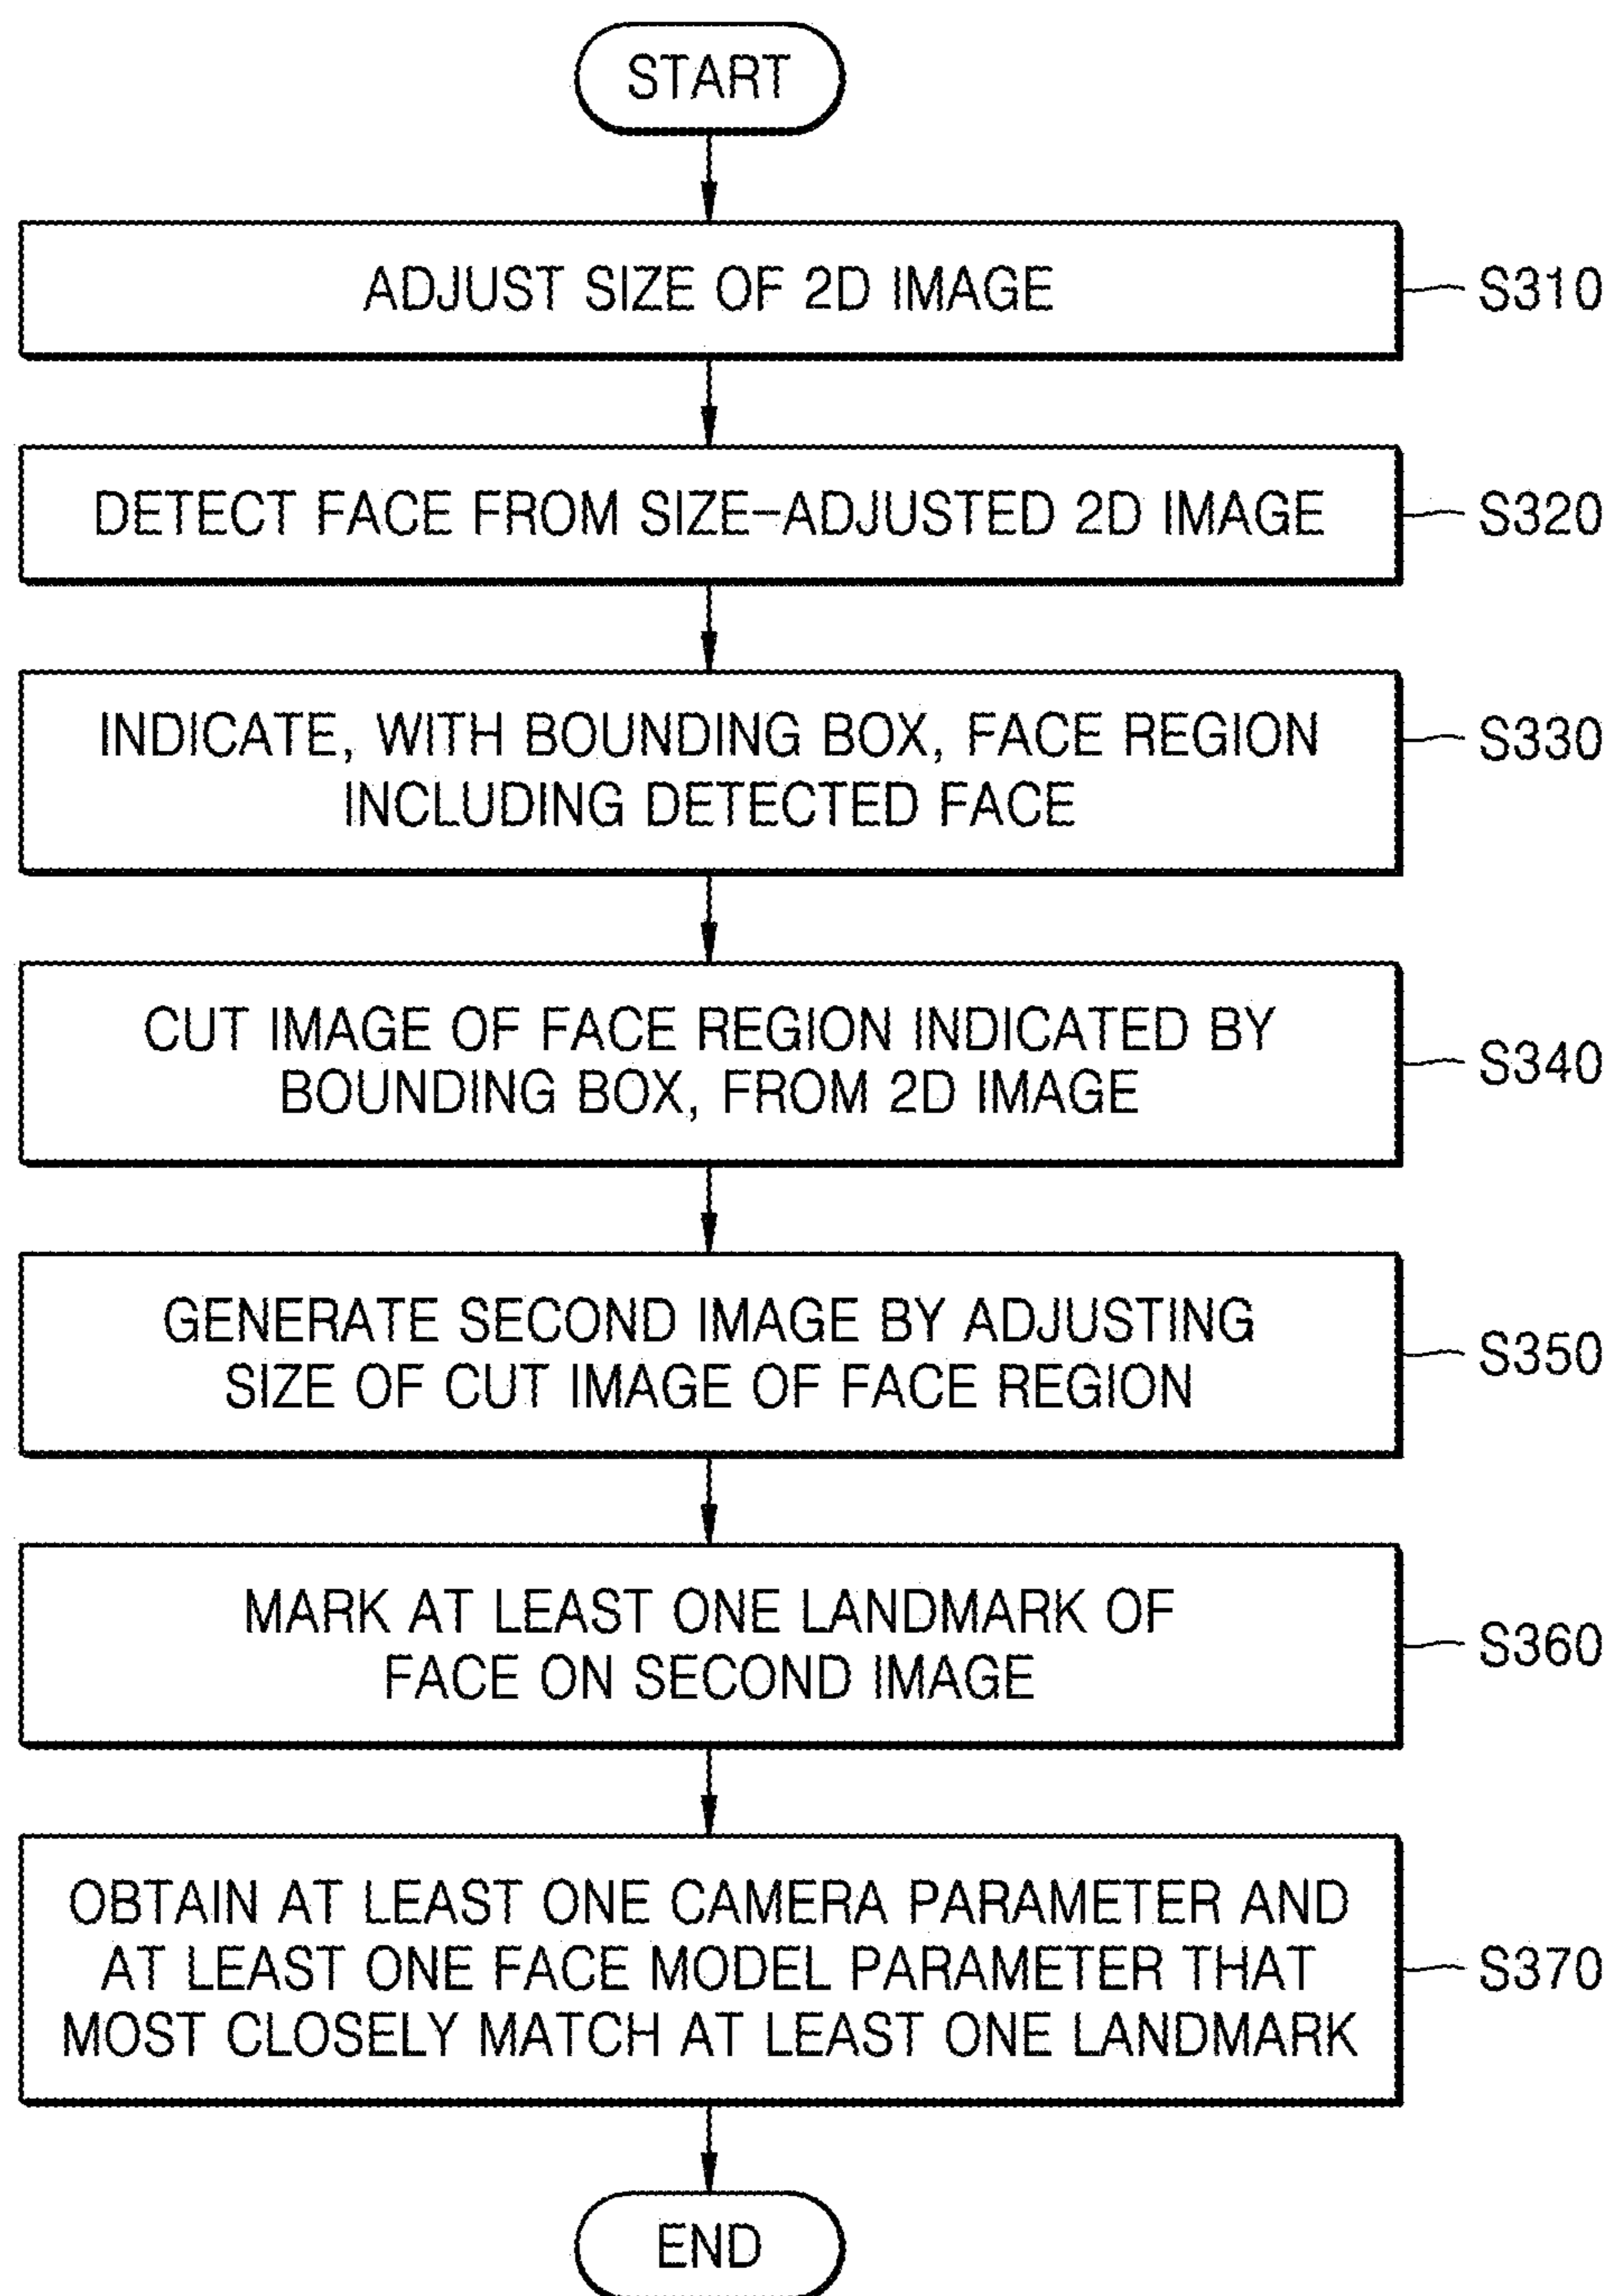 START
ADJUST SIZE OF 2D IMAGE
S310
DETECT FACE FROM SIZE-ADJUSTED 2D IMAGE
S320
INDICATE, WITH BOUNDING BOX, FACE REGION
INCLUDING DETECTED FACE
S330
CUT IMAGE OF FACE REGION INDICATED BY
BOUNDING BOX, FROM 2D IMAGE
S340
GENERATE SECOND IMAGE BY ADJUSTING
SIZE OF CUT IMAGE OF FACE REGION
S350
MARK AT LEAST ONE LANDMARK OF
FACE ON SECOND IMAGE
S360
OBTAIN AT LEAST ONE CAMERA PARAMETER AND
AT LEAST ONE FACE MODEL PARAMETER THAT
MOST CLOSELY MATCH AT LEAST ONE LANDMARK
S370
END